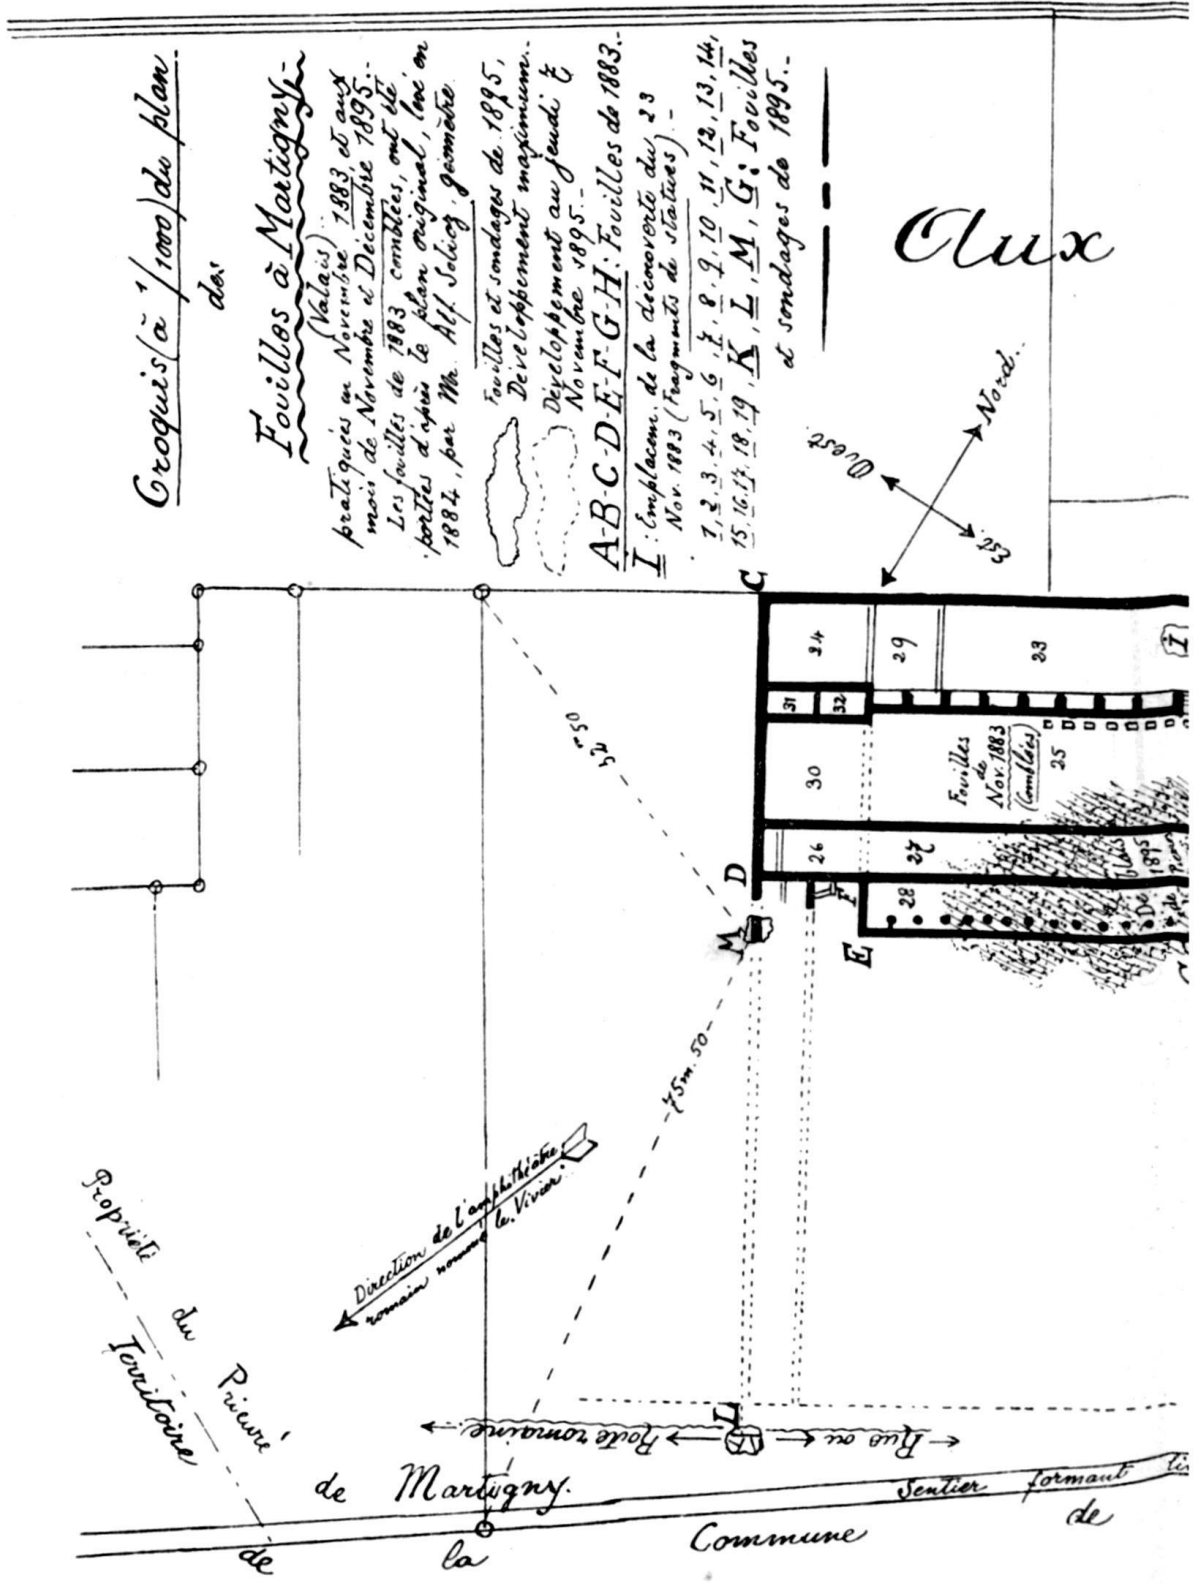 Croquis (à 1/1000) du plan
des
Fouilles à Martigny
(Valais)
pratiquées en Novembre 1883 et aux
mois de Novembre et Décembre 1895.-
Les fouilles de 1883 comblées, ont été
portées d'après le plan original, levé en
1884, par Mr. Alf. géomètre
Fouilles et sondages de 1895,
Développement maximum..
Développement au jeudi 7
Novembre 1895.-
A-B-C-D-E-F-G-H: Fouilles de 1883.-
I: Emplacem. de la découverte du 23
Nov. 1883 (Fragments de statues).-
1, 2, 3, 4, 5, 6, 7, 8, 9, 10, 11, 12, 13, 14,
15. 16. 17. 18. 19, K, L, M, G: Fouilles
et sondages de 1895.-
Aux
Nord.
Ouest.
Est.
C
24
29
23
I
31
32
30
Fouilles
de
Nov. 1883
(Comblées)
25
26
27
D
M
F
28
E
1895
75 m. 50
Direction de l'amphithéâtre
romain nommé le Vivier.
Propriété
du
Prieuré
de Martigny.
Territoire
de
la
Commune
de
L
Route romaine
Rue ou
Sentier formant